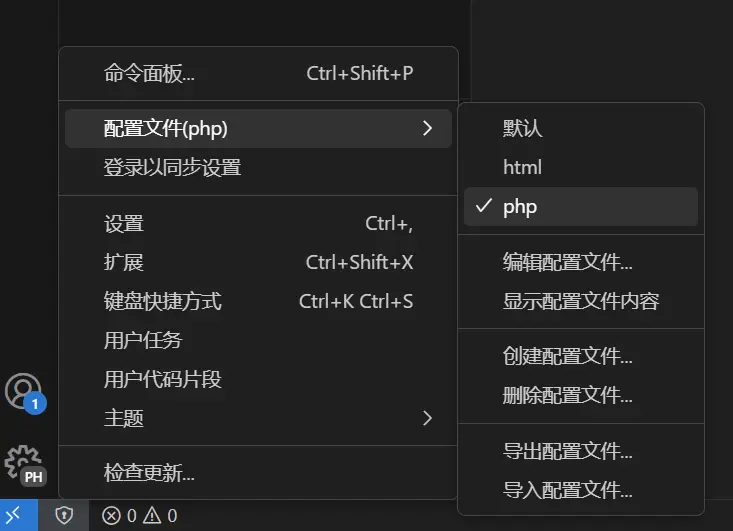 命令面板... Ctrl+Shift+P
配置文件(php)
登录以同步设置
设置 Ctrl+,
扩展 Ctrl+Shift+X
键盘快捷方式 Ctrl+K Ctrl+S
用户任务
用户代码片段
主题
检查更新...
默认
html
php
编辑配置文件...
显示配置文件内容
创建配置文件...
删除配置文件...
导出配置文件...
导入配置文件...
1
PH
0 0